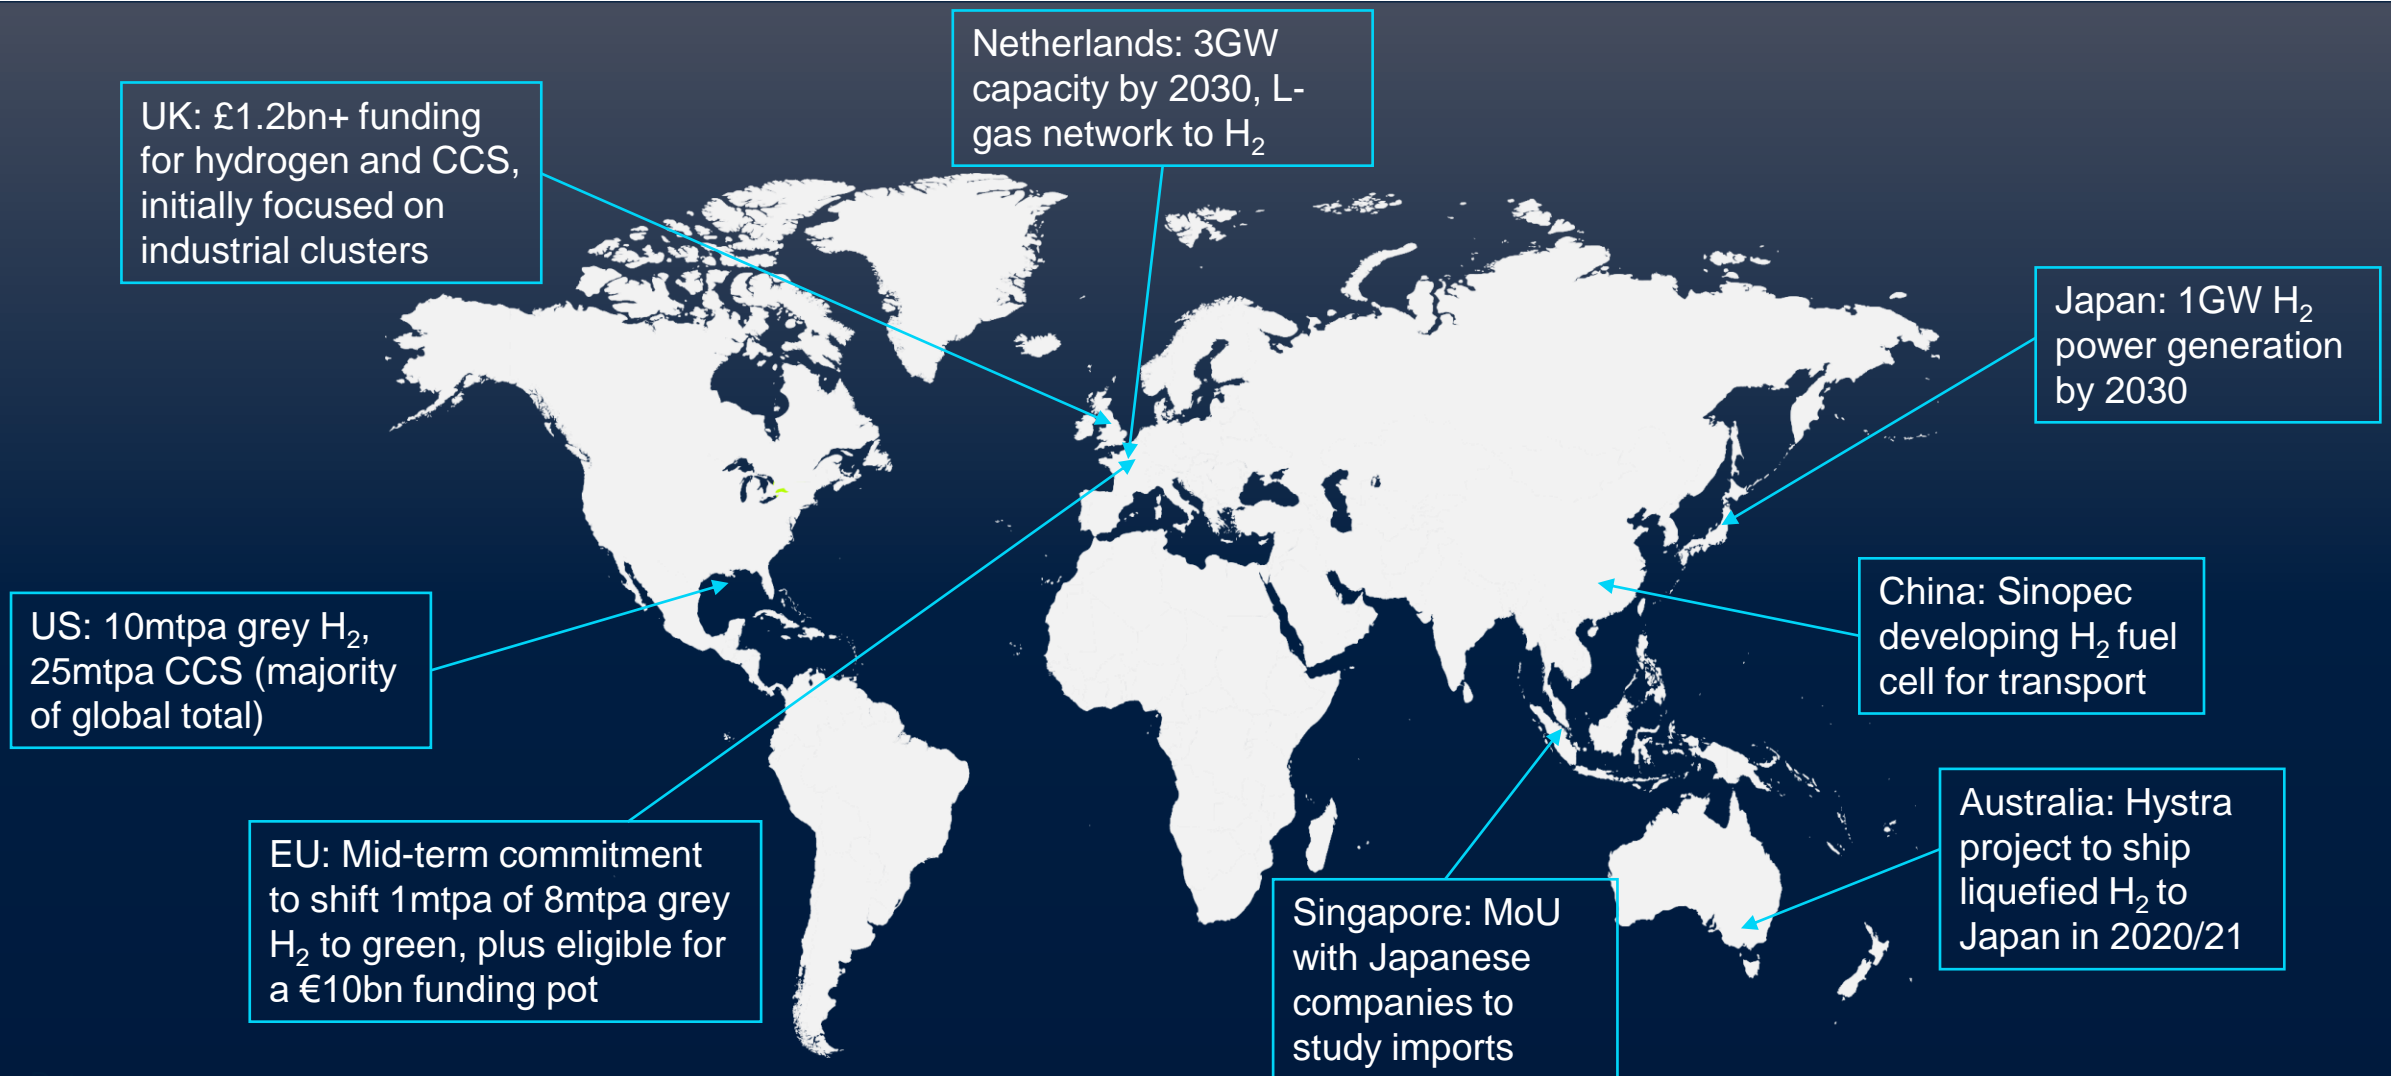 Netherlands: 3GW
capacity by 2030, L-
gas network to H₂
UK: £1.2bn+ funding
for hydrogen and CCS,
initially focused on
industrial clusters
Japan: 1GW H₂
power generation
by 2030
China: Sinopec
developing H₂ fuel
cell for transport
US: 10mtpa grey H₂,
25mtpa CCS (majority
of global total)
Australia: Hystra
project to ship
liquefied H₂ to
Japan in 2020/21
EU: Mid-term commitment
to shift 1mtpa of 8mtpa grey
H₂ to green, plus eligible for
a €10bn funding pot
Singapore: MoU
with Japanese
companies to
study imports